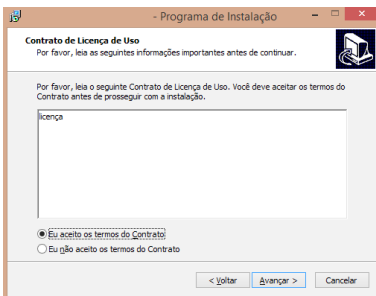 - Programa de Instalação
Contrato de Licença de Uso
Por favor, leia as seguintes informações importantes antes de continuar.
Por favor, leia o seguinte Contrato de Licença de Uso. Você deve aceitar os termos do
Contrato antes de prosseguir com a instalação.
licença
Eu aceito os termos do Contrato
Eu não aceito os termos do Contrato
< Voltar Avançar > Cancelar